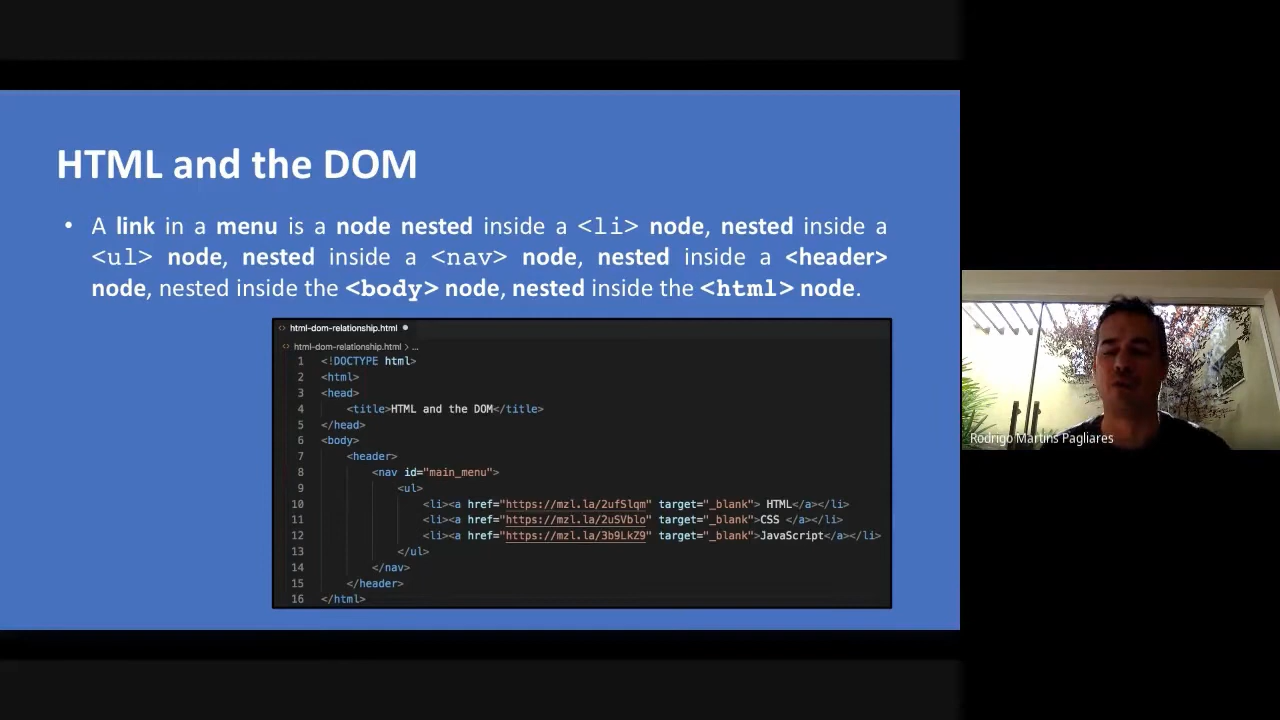 HTML and the DOM
• A link in a menu is a node nested inside a <li> node, nested inside a
<ul> node, nested inside a <nav> node, nested inside a <header>
node, nested inside the <body> node, nested inside the <html> node.
html-dom-relationship.html
html-dom-relationship.html > ...
1 <!DOCTYPE html>
2 <html>
3 <head>
4 <title>HTML and the DOM</title>
5 </head>
6 <body>
7 <header>
8 <nav id="main_menu">
9 <ul>
10 <li><a href="https://mzl.la/2ufSlqm" target="_blank"> HTML</a></li>
11 <li><a href="https://mzl.la/2uSVblo" target="_blank">CSS </a></li>
12 <li><a href="https://mzl.la/3b9LkZ9" target="_blank">JavaScript</a></li>
13 </ul>
14 </nav>
15 </header>
16 </html>
Rodrigo Martins Pagliares